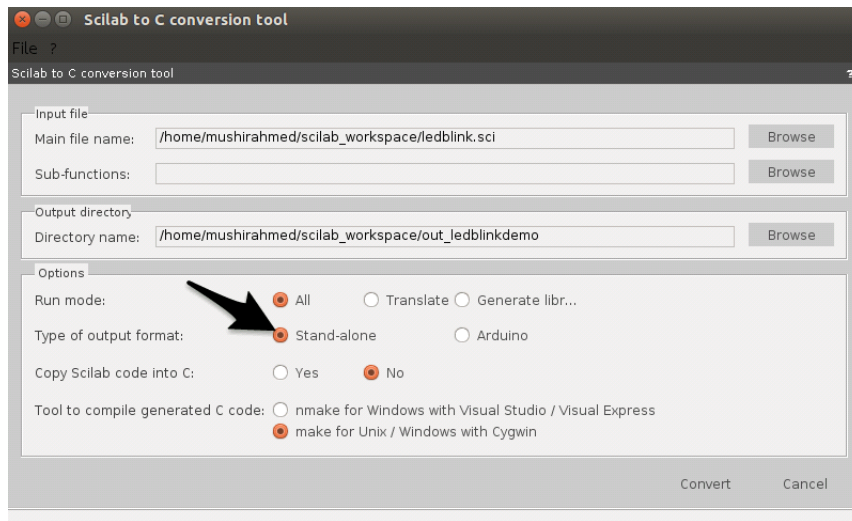 Scilab to C conversion tool
File ?
Scilab to C conversion tool ?
Input file
Main file name: /home/mushirahmed/scilab_workspace/ledblink.sci Browse
Sub-functions: Browse
Output directory
Directory name: /home/mushirahmed/scilab_workspace/out_ledblinkdemo Browse
Options
Run mode: All Translate Generate libr...
Type of output format: Stand-alone Arduino
Copy Scilab code into C: Yes No
Tool to compile generated C code: nmake for Windows with Visual Studio / Visual Express
make for Unix / Windows with Cygwin
Convert Cancel